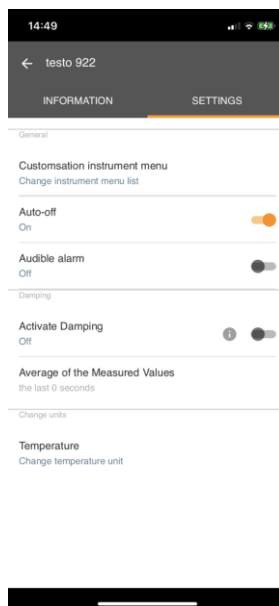 14:49
testo 922
INFORMATION SETTINGS
General
Customsation instrument menu
Change instrument menu list
Auto-off
On
Audible alarm
Off
Damping
Activate Damping
Off
Average of the Measured Values
the last 0 seconds
Change units
Temperature
Change temperature unit